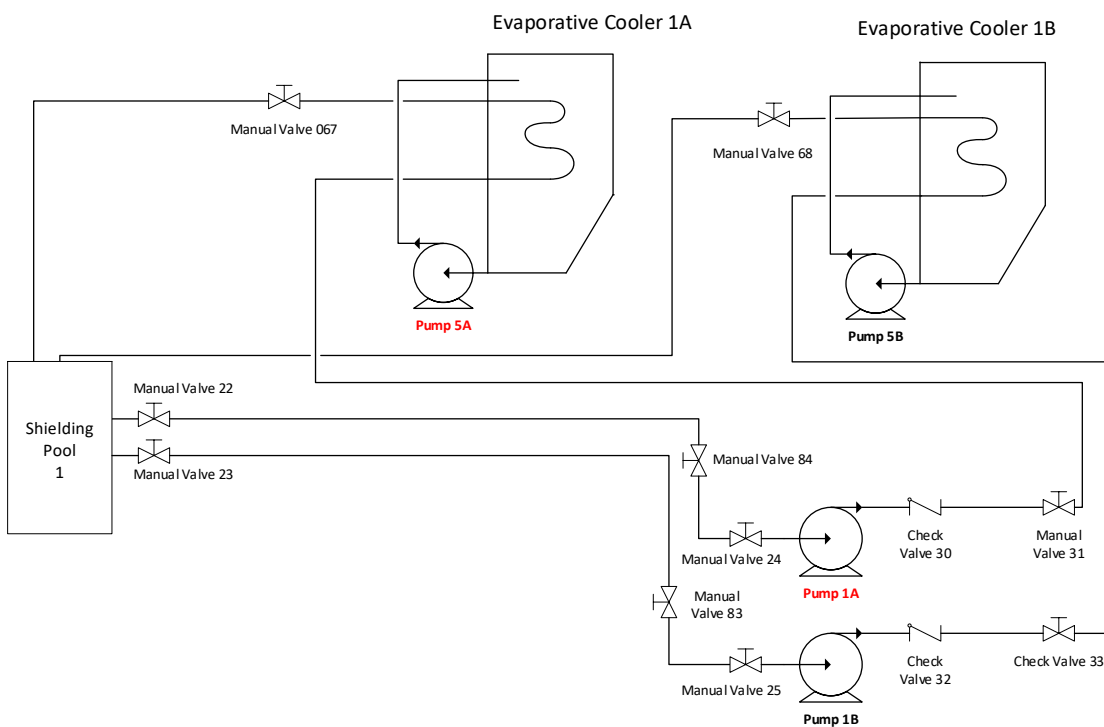 Evaporative Cooler 1A
Evaporative Cooler 1B
Manual Valve 067
Manual Valve 68
Pump 5A
Pump 5B
Manual Valve 22
Shielding
Pool
1
Manual Valve 23
Manual Valve 84
Manual Valve 24
Check
Valve 30
Manual
Valve 31
Pump 1A
Manual
Valve 83
Manual Valve 25
Check
Valve 32
Check Valve 33
Pump 1B